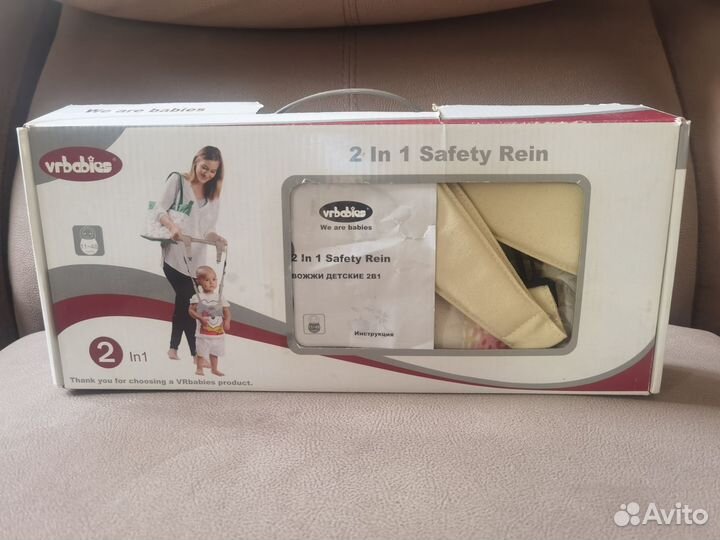 We are babies
vrbabies
2 In 1 Safety Rein
vrbabies
We are babies
2 In 1 Safety Rein
ВОЖЖИ ДЕТСКИЕ 2В1
Инструкция
2 In1
Thank you for choosing a VRbabies product.
Avito